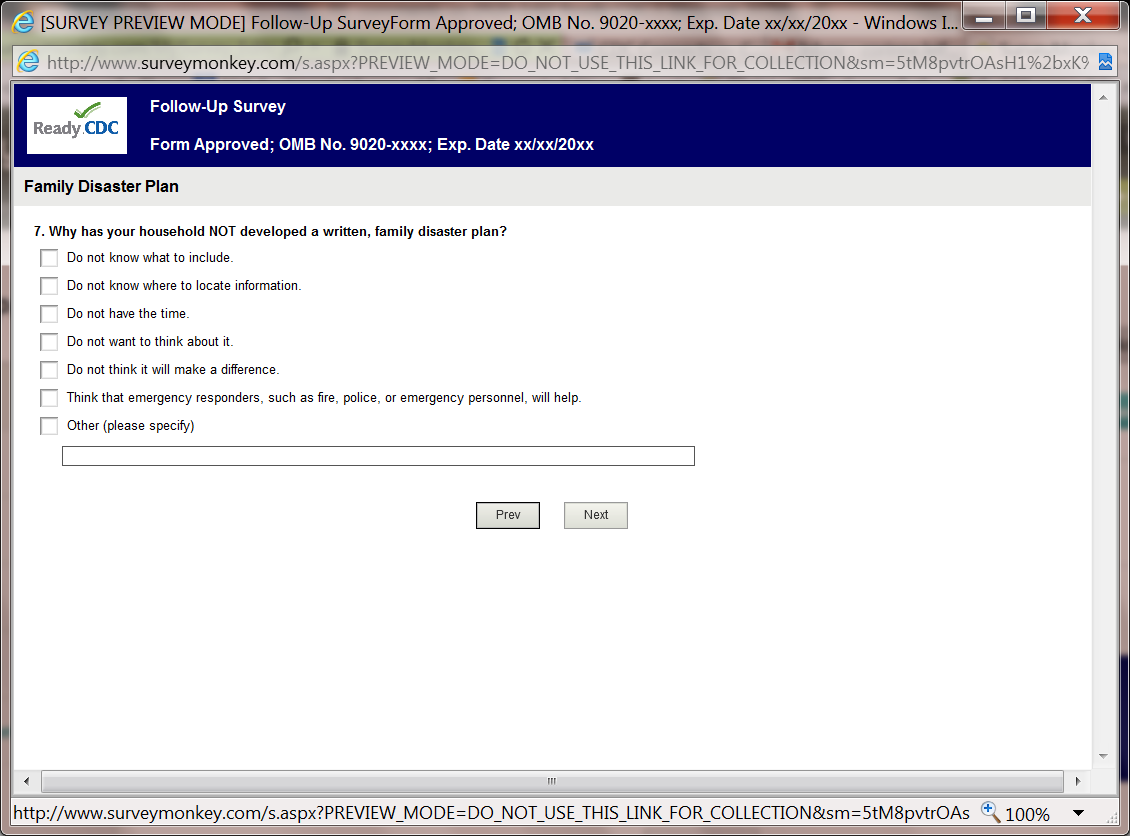 [SURVEY PREVIEW MODE] Follow-Up SurveyForm Approved; OMB No. 9020-xxxx; Exp. Date xx/xx/20xx - Windows I...
http://www.surveymonkey.com/s.aspx?PREVIEW_MODE=DO_NOT_USE_THIS_LINK_FOR_COLLECTION&sm=5tM8pvtrOAsH1%2bxK%
Ready CDC
Follow-Up Survey
Form Approved; OMB No. 9020-xxxx; Exp. Date xx/xx/20xx
Family Disaster Plan
7. Why has your household NOT developed a written, family disaster plan?
Do not know what to include.
Do not know where to locate information.
Do not have the time.
Do not want to think about it.
Do not think it will make a difference.
Think that emergency responders, such as fire, police, or emergency personnel, will help.
Other (please specify)
Prev Next
http://www.surveymonkey.com/s.aspx?PREVIEW_MODE=DO_NOT_USE_THIS_LINK_FOR_COLLECTION&sm=5tM8pvtrOAs 100%